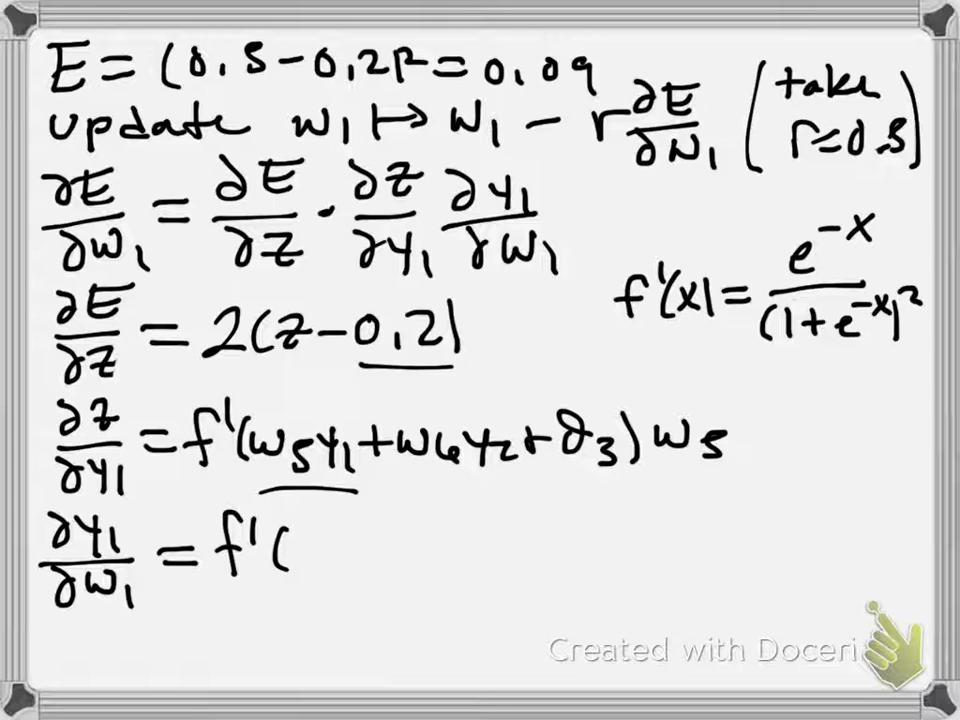 E = (0.5 - 0.2)² = 0.09
update w₁ ↦ w₁ - r ∂E/∂w₁ (take r = 0.5)
∂E/∂w₁ = ∂E/∂z · ∂z/∂y₁ ∂y₁/∂w₁
f'(x) = e^(-x)/(1+e^(-x))²
∂E/∂z = 2(z - 0.2)
∂z/∂y₁ = f'(w₅y₁ + w₆y₂ + θ₃) w₅
∂y₁/∂w₁ = f'(
Created with Doceri